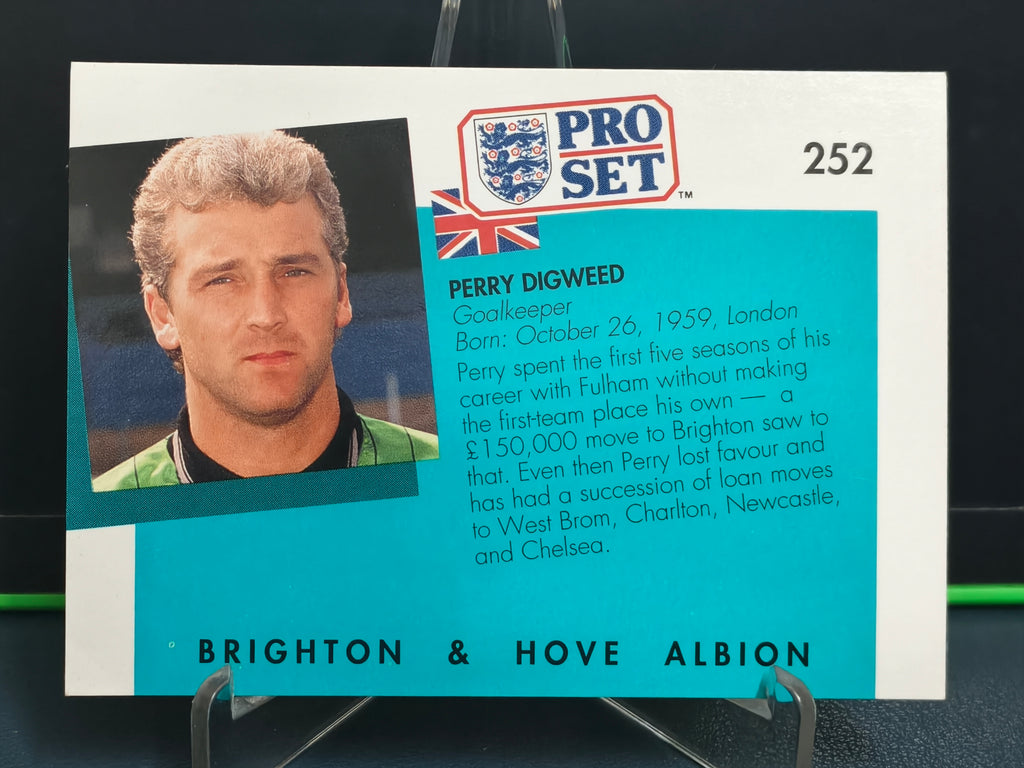 PRO
SET
™
252
PERRY DIGWEED
Goalkeeper
Born: October 26, 1959, London
Perry spent the first five seasons of his
career with Fulham without making
the first-team place his own — a
£150,000 move to Brighton saw to
that. Even then Perry lost favour and
has had a succession of loan moves
to West Brom, Charlton, Newcastle,
and Chelsea.
BRIGHTON & HOVE ALBION